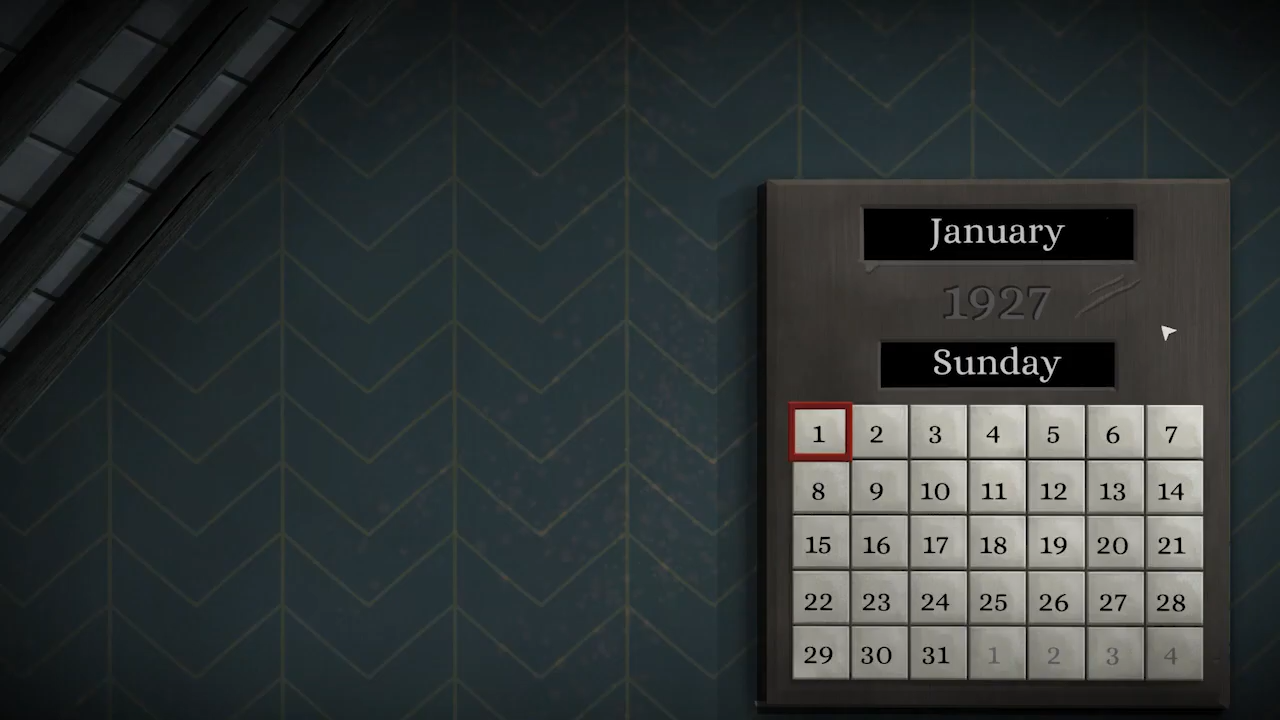 January
1927
Sunday
1 2 3 4 5 6 7
8 9 10 11 12 13 14
15 16 17 18 19 20 21
22 23 24 25 26 27 28
29 30 31 1 2 3 4